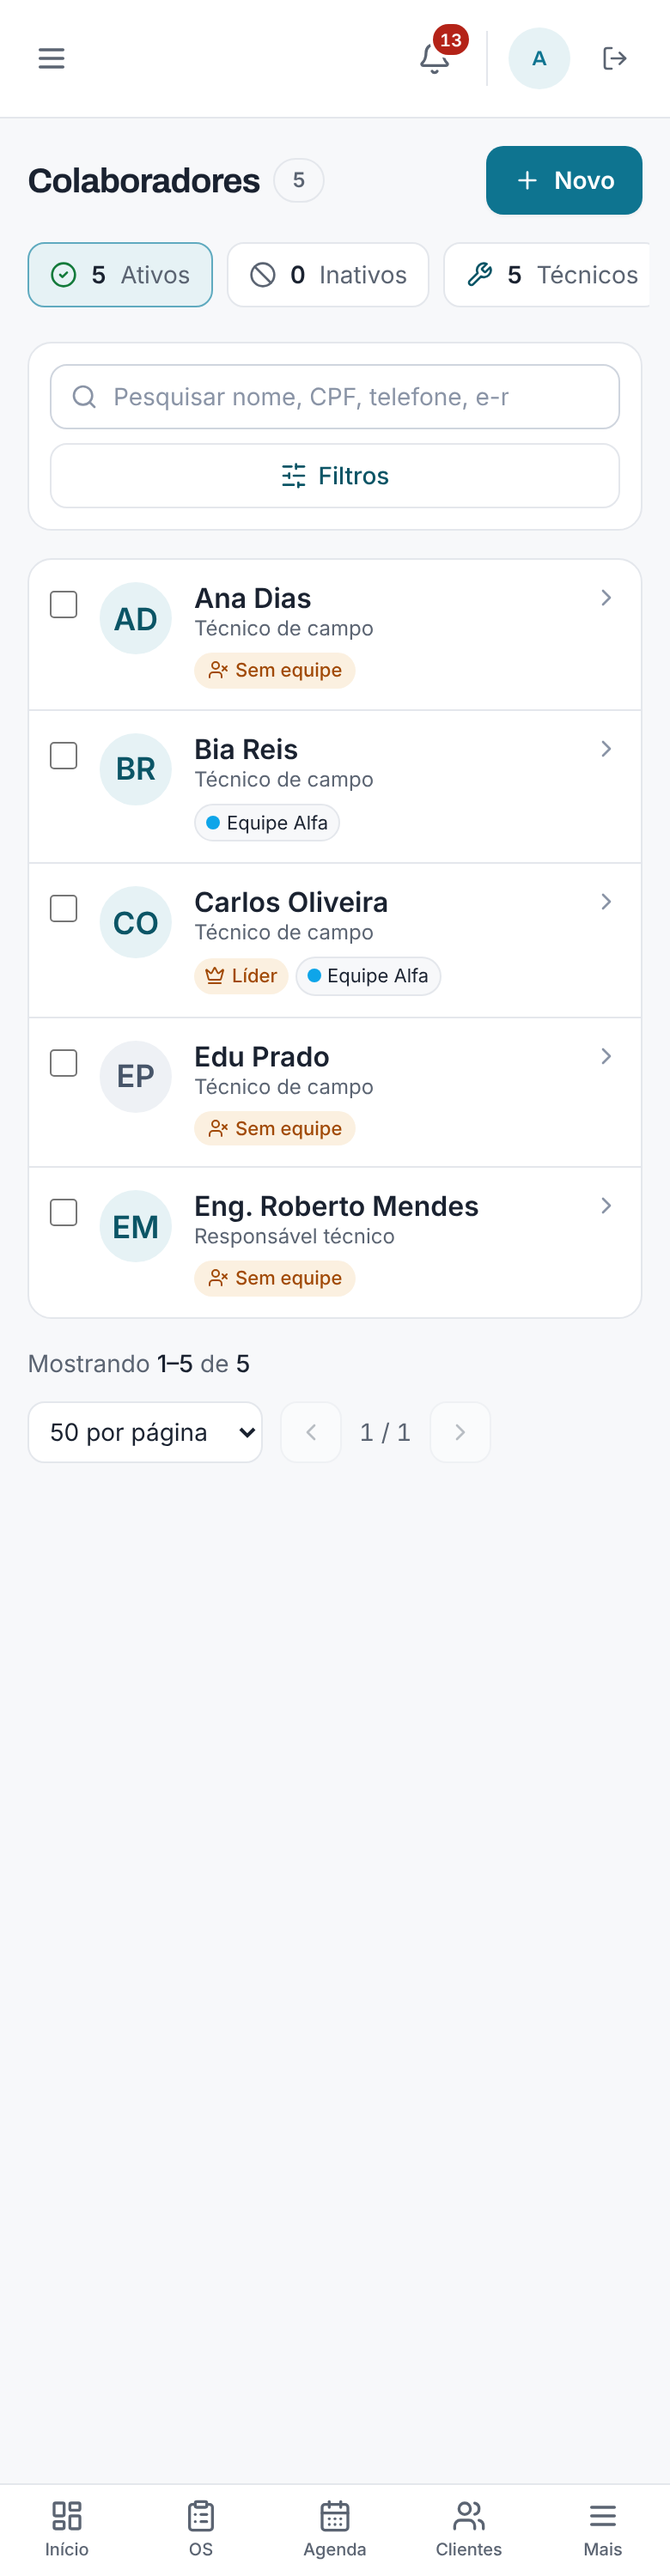 13
A
Colaboradores 5
Novo
5 Ativos
0 Inativos
5 Técnicos
Pesquisar nome, CPF, telefone, e-r
Filtros
AD
Ana Dias
Técnico de campo
Sem equipe
BR
Bia Reis
Técnico de campo
Equipe Alfa
CO
Carlos Oliveira
Técnico de campo
Líder
Equipe Alfa
EP
Edu Prado
Técnico de campo
Sem equipe
EM
Eng. Roberto Mendes
Responsável técnico
Sem equipe
Mostrando 1–5 de 5
50 por página
1 / 1
Início
OS
Agenda
Clientes
Mais